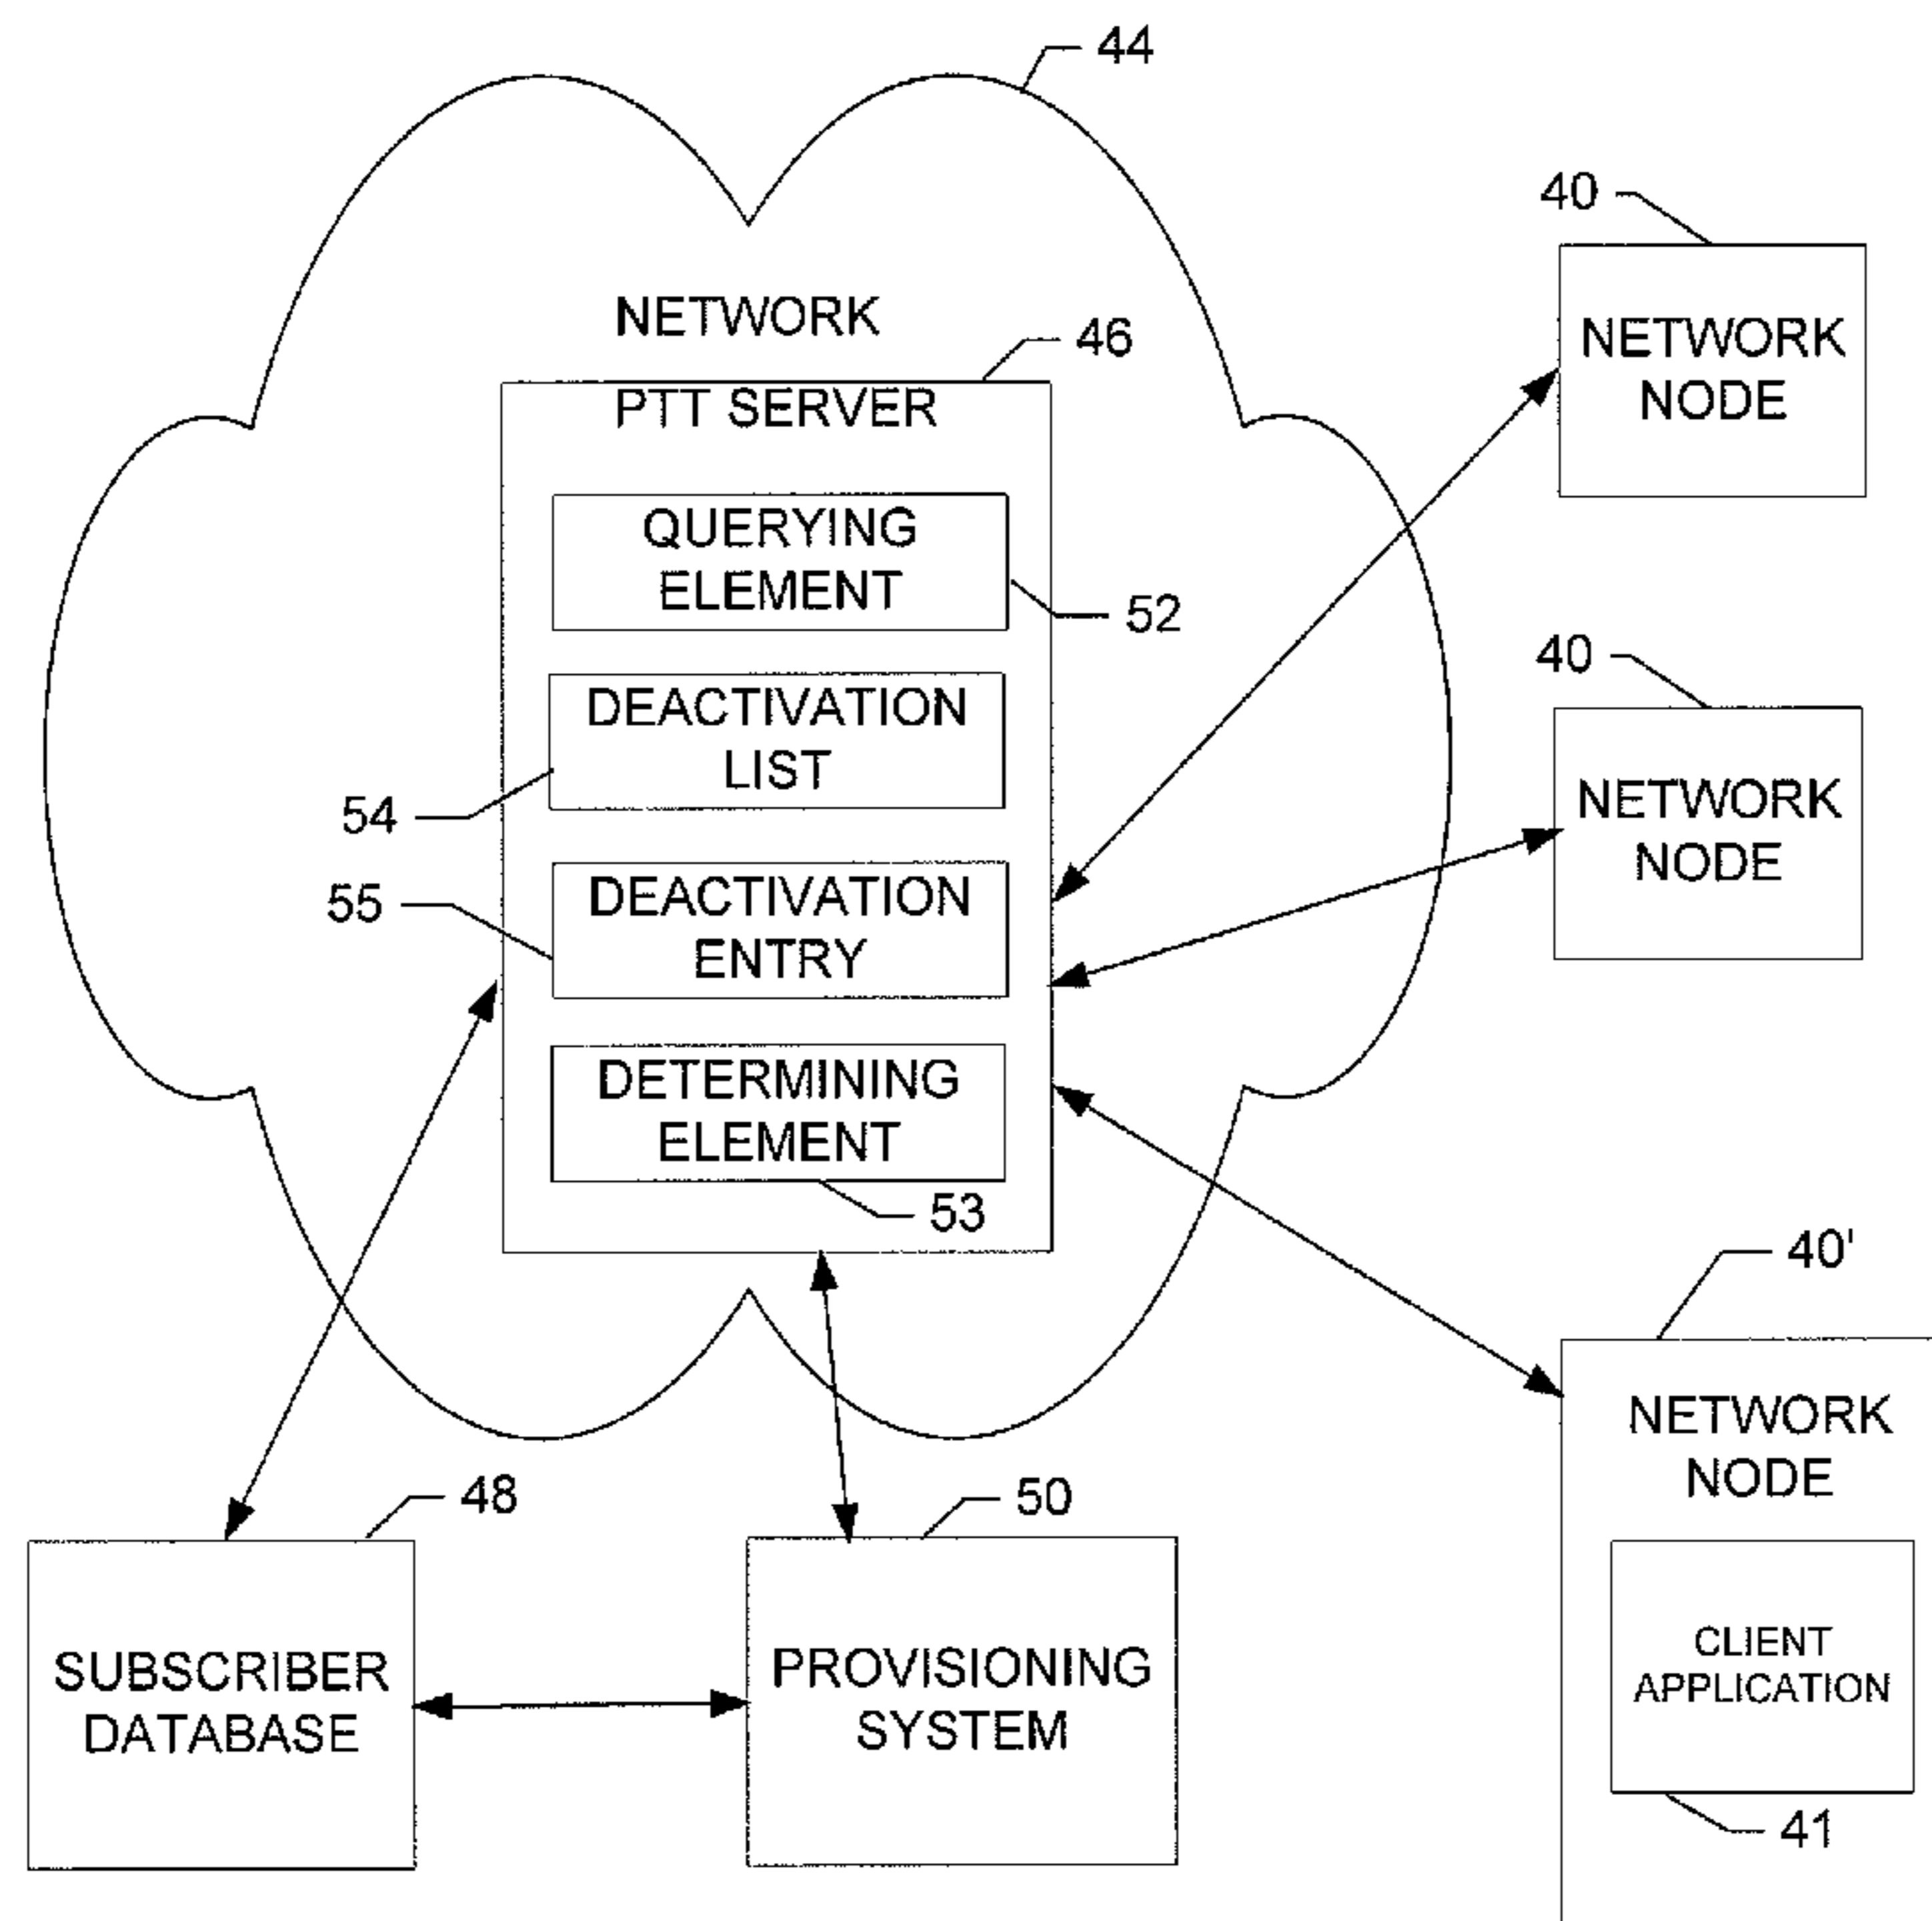 44
NETWORK
46
PTT SERVER
QUERYING
ELEMENT
52
DEACTIVATION
LIST
54
DEACTIVATION
ENTRY
55
DETERMINING
ELEMENT
53
40
NETWORK
NODE
40
NETWORK
NODE
40'
NETWORK
NODE
CLIENT
APPLICATION
41
48
SUBSCRIBER
DATABASE
50
PROVISIONING
SYSTEM